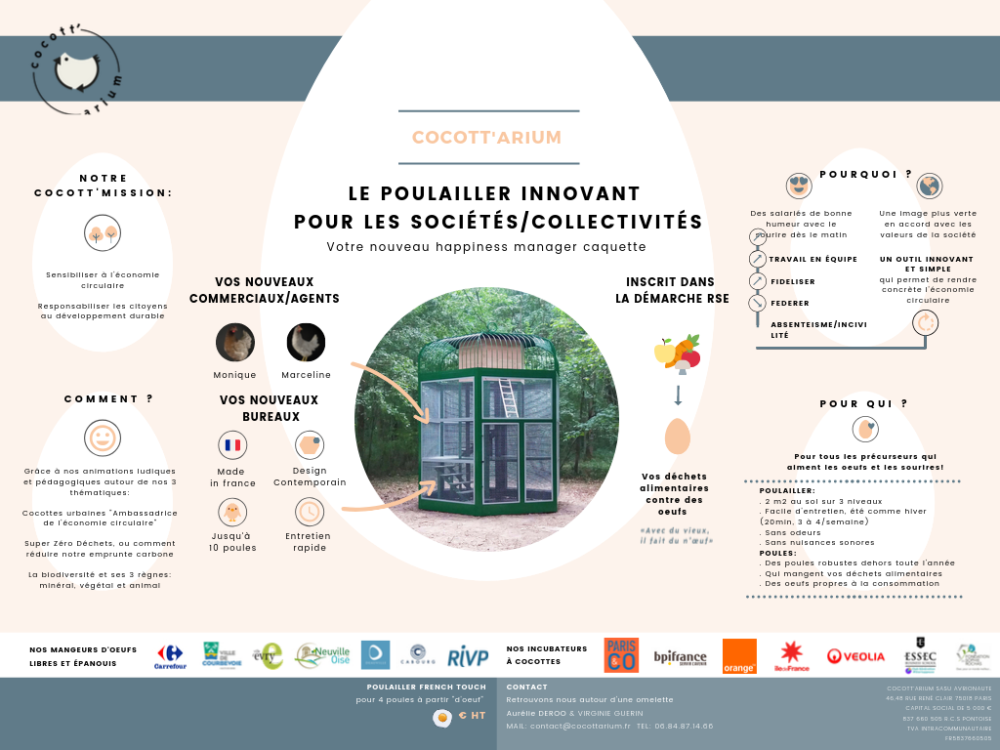 cocott'arium
COCOTT'ARIUM
LE POULAILLER INNOVANT
POUR LES SOCIÉTÉS/COLLECTIVITÉS
Votre nouveau happiness manager caquette
NOTRE
COCOTT'MISSION:
Sensibiliser à l'économie
circulaire
Responsabiliser les citoyens
au développement durable
COMMENT ?
Grâce à nos animations ludiques
et pédagogiques autour de nos 3
thématiques:
Cocottes urbaines "Ambassadrice
de l'économie circulaire"
Super Zéro Déchets, ou comment
réduire notre emprunte carbone
La biodiversité et ses 3 règnes:
minéral, végétal et animal
VOS NOUVEAUX
COMMERCIAUX/AGENTS
Monique
Marceline
VOS NOUVEAUX
BUREAUX
Made
in france
Design
Contemporain
Jusqu'à
10 poules
Entretien
rapide
INSCRIT DANS
LA DÉMARCHE RSE
Vos déchets
alimentaires
contre des
oeufs
«Avec du vieux,
il fait du n'œuf»
POURQUOI ?
Des salariés de bonne
humeur avec le
sourire dès le matin
TRAVAIL EN ÉQUIPE
FIDELISER
FEDERER
ABSENTEISME/INCIVI
LITÉ
Une image plus verte
en accord avec les
valeurs de la société
UN OUTIL INNOVANT
ET SIMPLE
qui permet de rendre
concrète l'économie
circulaire
POUR QUI ?
Pour tous les précurseurs qui
aiment les oeufs et les sourires!
POULAILLER:
. 2 m2 au sol sur 3 niveaux
. Facile d'entretien, été comme hiver
(20min, 3 à 4/semaine)
. Sans odeurs
. Sans nuisances sonores
POULES:
. Des poules robustes dehors toute l'année
. Qui mangent vos déchets alimentaires
. Des oeufs propres à la consommation
NOS MANGEURS D'OEUFS
LIBRES ET ÉPANOUIS
Carrefour
VILLE DE
COURBEVOIE
évry
Neuville
Oise
CABOURG
RIVP
NOS INCUBATEURS
À COCOTTES
PARIS
CO
bpifrance
orange
île de France
VEOLIA
ESSEC
BUSINESS SCHOOL
POULAILLER FRENCH TOUCH
pour 4 poules à partir "d'oeuf"
€ HT
CONTACT
Retrouvons nous autour d'une omelette
Aurélie DEROO & VIRGINIE GUERIN
MAIL: contact@cocottarium.fr TEL: 06.84.87.14.66
COCOTTARIUM SASU AVRIONAUTE
46,48 RUE RENÉ CLAIR 75018 PARIS
CAPITAL SOCIAL DE 5 000 €
837 660 505 R.C.S PONTOISE
TVA INTRACOMMUNAUTAIRE
FR5837660505